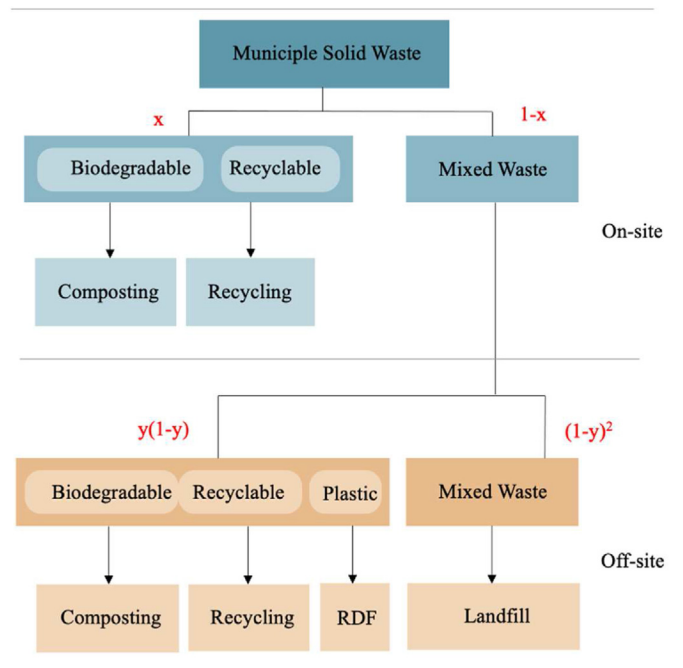 Municiple Solid Waste
x
1-x
Biodegradable
Recyclable
Mixed Waste
On-site
Composting
Recycling
y(1-y)
(1-y)²
Biodegradable
Recyclable
Plastic
Mixed Waste
Off-site
Composting
Recycling
RDF
Landfill